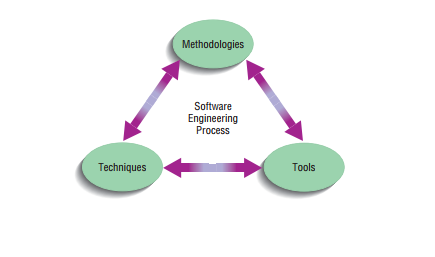 Methodologies
Software
Engineering
Process
Techniques
Tools